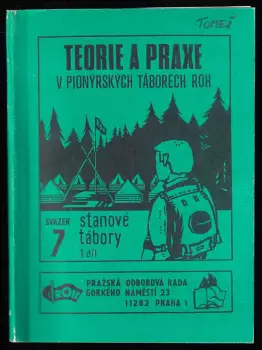 TOMEŠ
TEORIE A PRAXE
V PIONÝRSKÝCH TÁBORECH ROH
SVAZEK
7
stanové
tábory
1 díl
ROH
PRAŽSKÁ ODBOROVÁ RADA
GORKÉHO NÁMĚSTÍ 23
11282 PRAHA 1